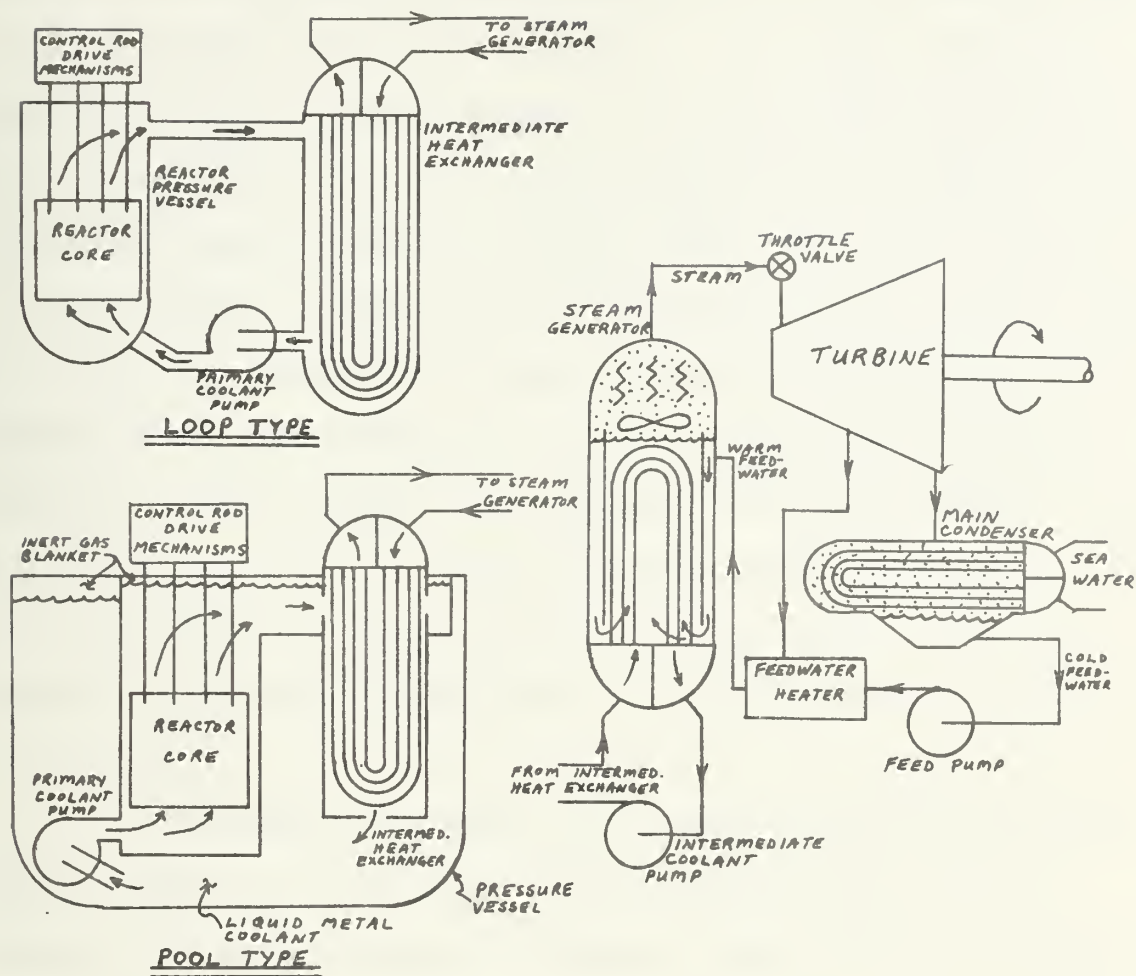 CONTROL ROD
DRIVE
MECHANISMS
TO STEAM
GENERATOR
INTERMEDIATE
HEAT
EXCHANGER
REACTOR
PRESSURE
VESSEL
REACTOR
CORE
PRIMARY
COOLANT
PUMP
LOOP TYPE
CONTROL ROD
DRIVE
MECHANISMS
INERT GAS
BLANKET
TO STEAM
GENERATOR
REACTOR
CORE
PRIMARY
COOLANT
PUMP
INTERMED.
HEAT
EXCHANGER
PRESSURE
VESSEL
LIQUID METAL
COOLANT
POOL TYPE
THROTTLE
VALVE
STEAM
STEAM
GENERATOR
TURBINE
WARM
FEED-
WATER
MAIN
CONDENSER
SEA
WATER
COLD
FEED-
WATER
FEEDWATER
HEATER
FEED PUMP
FROM INTERMED.
HEAT EXCHANGER
INTERMEDIATE
COOLANT
PUMP